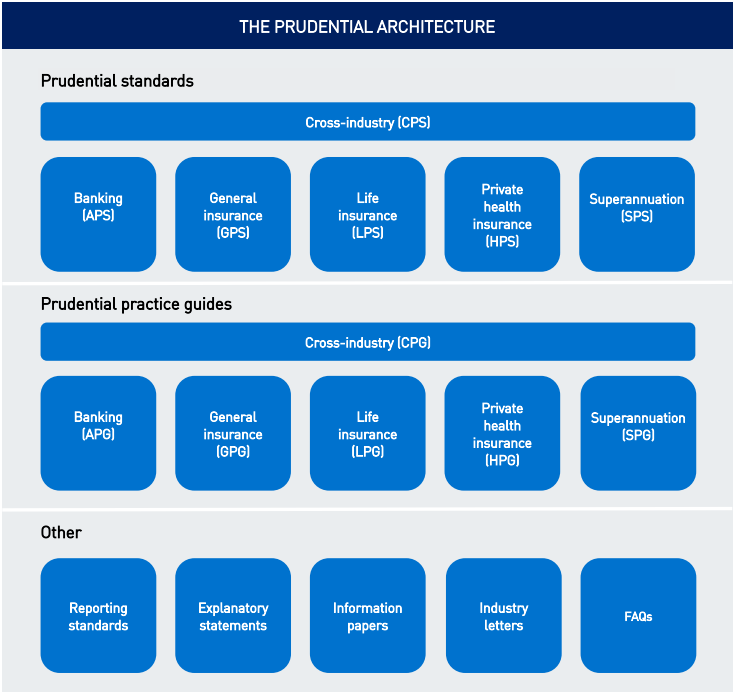 THE PRUDENTIAL ARCHITECTURE
Prudential standards
Cross-industry (CPS)
Banking
(APS)
General
insurance
(GPS)
Life
insurance
(LPS)
Private
health
insurance
(HPS)
Superannuation
(SPS)
Prudential practice guides
Cross-industry (CPG)
Banking
(APG)
General
insurance
(GPG)
Life
insurance
(LPG)
Private
health
insurance
(HPG)
Superannuation
(SPG)
Other
Reporting
standards
Explanatory
statements
Information
papers
Industry
letters
FAQs